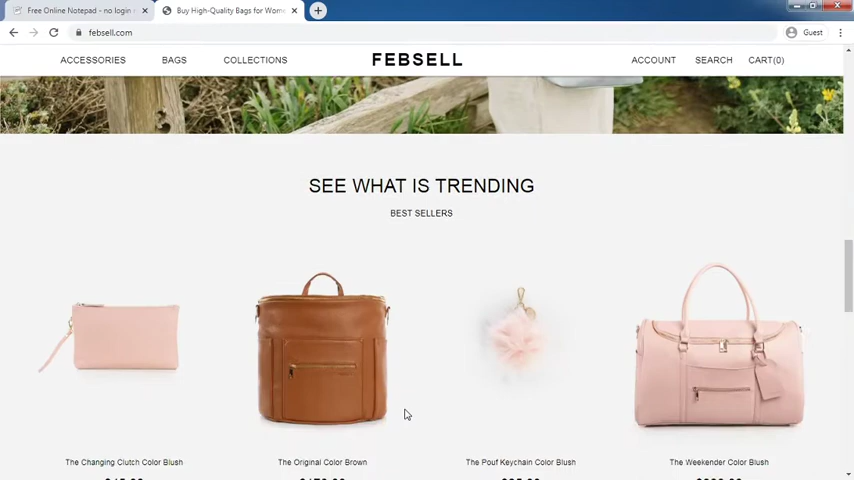 Free Online Notepad - no login
Buy High-Quality Bags for Wom
febsell.com
Guest
ACCESSORIES BAGS COLLECTIONS FEBSELL ACCOUNT SEARCH CART(0)
SEE WHAT IS TRENDING
BEST SELLERS
The Changing Clutch Color Blush
The Original Color Brown
The Pouf Keychain Color Blush
The Weekender Color Blush